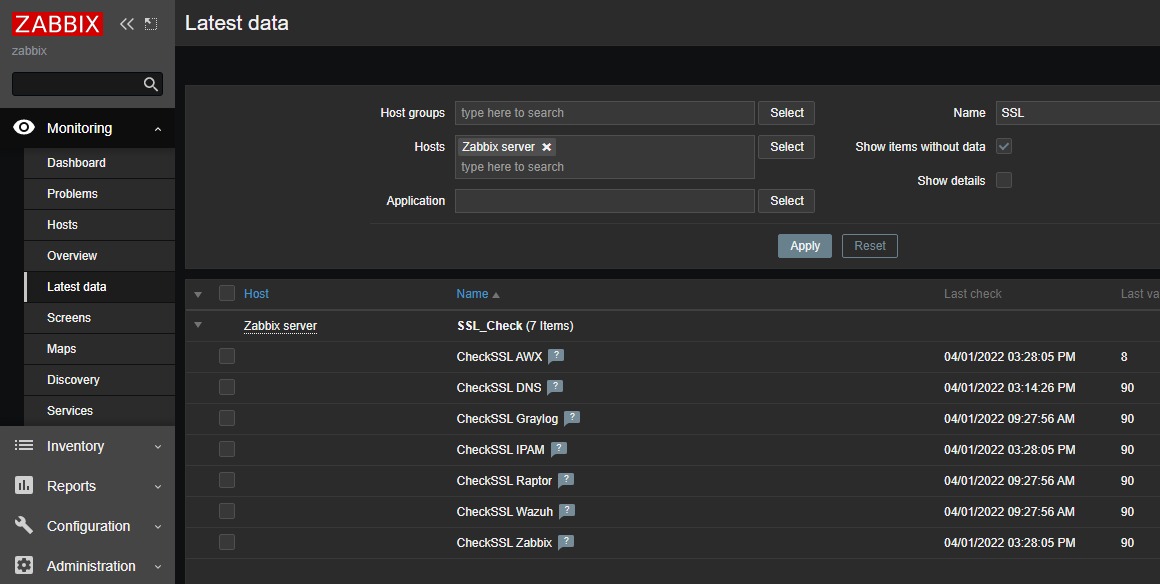 ZABBIX
zabbix
Monitoring
Dashboard
Problems
Hosts
Overview
Latest data
Screens
Maps
Discovery
Services
Inventory
Reports
Configuration
Administration
Latest data
Host groups type here to search Select Name SSL
Hosts Zabbix server Select Show items without data
type here to search
Show details
Application Select
Apply Reset
Host Name Last check Last va
Zabbix server SSL_Check (7 Items)
CheckSSL AWX ? 04/01/2022 03:28:05 PM 8
CheckSSL DNS ? 04/01/2022 03:14:26 PM 90
CheckSSL Graylog ? 04/01/2022 09:27:56 AM 90
CheckSSL IPAM ? 04/01/2022 03:28:05 PM 90
CheckSSL Raptor ? 04/01/2022 09:27:56 AM 90
CheckSSL Wazuh ? 04/01/2022 09:27:56 AM 90
CheckSSL Zabbix ? 04/01/2022 03:28:05 PM 90